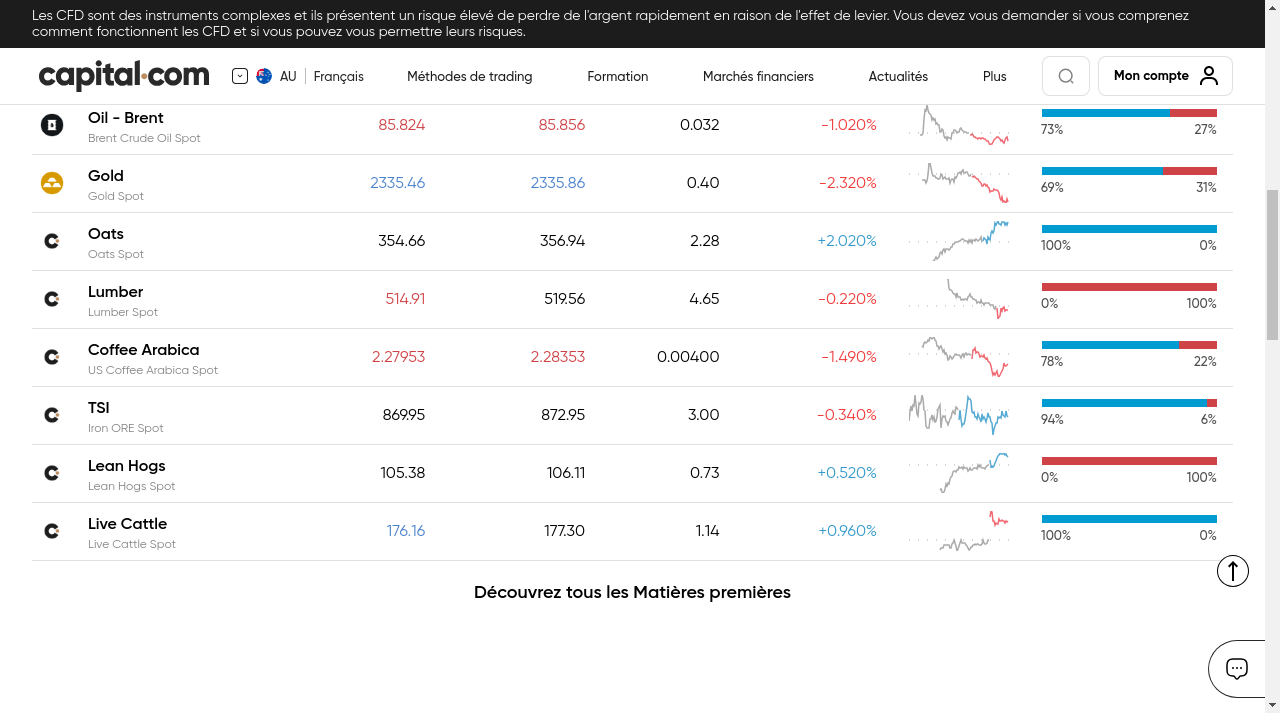 Les CFD sont des instruments complexes et ils présentent un risque élevé de perdre de l'argent rapidement en raison de l'effet de levier. Vous devez vous demander si vous comprenez
comment fonctionnent les CFD et si vous pouvez vous permettre leurs risques.
capital.com AU Français Méthodes de trading Formation Marchés financiers Actualités Plus Mon compte
Oil - Brent 85.824 85.856 0.032 -1.020%
Brent Crude Oil Spot 73% 27%
Gold 2335.46 2335.86 0.40 -2.320%
Gold Spot 69% 31%
Oats 354.66 356.94 2.28 +2.020%
Oats Spot 100% 0%
Lumber 514.91 519.56 4.65 -0.220%
Lumber Spot 0% 100%
Coffee Arabica 2.27953 2.28353 0.00400 -1.490%
US Coffee Arabica Spot 78% 22%
TSI 869.95 872.95 3.00 -0.340%
Iron ORE Spot 94% 6%
Lean Hogs 105.38 106.11 0.73 +0.520%
Lean Hogs Spot 0% 100%
Live Cattle 176.16 177.30 1.14 +0.960%
Live Cattle Spot 100% 0%
Découvrez tous les Matières premières